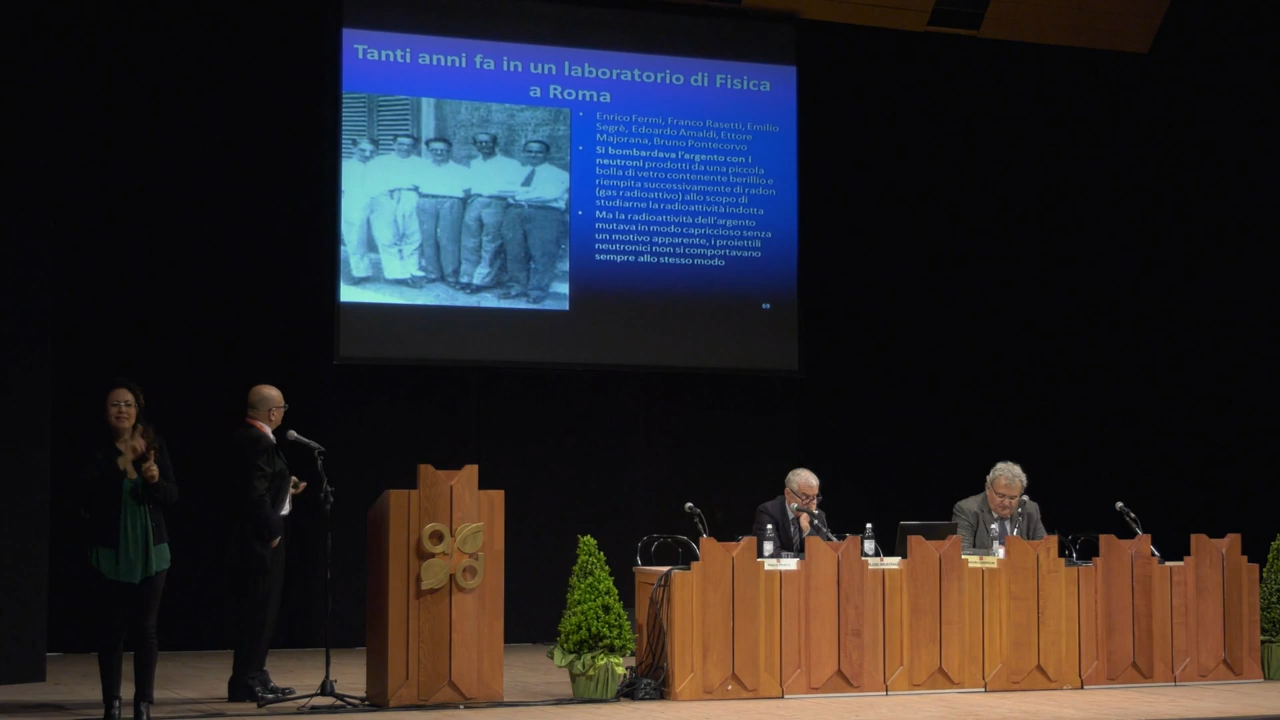 Tanti anni fa in un laboratorio di Fisica
a Roma
• Enrico Fermi, Franco Rasetti, Emilio
Segrè, Edoardo Amaldi, Ettore
Majorana, Bruno Pontecorvo
• Si bombardava l'argento con i
neutroni prodotti da una piccola
bolla di vetro contenente berillio e
riempita successivamente di radon
(gas radioattivo) allo scopo di
studiarne la radioattività indotta
• Ma la radioattività dell'argento
mutava in modo capriccioso senza
un motivo apparente, i proiettili
neutronici non si comportavano
sempre allo stesso modo